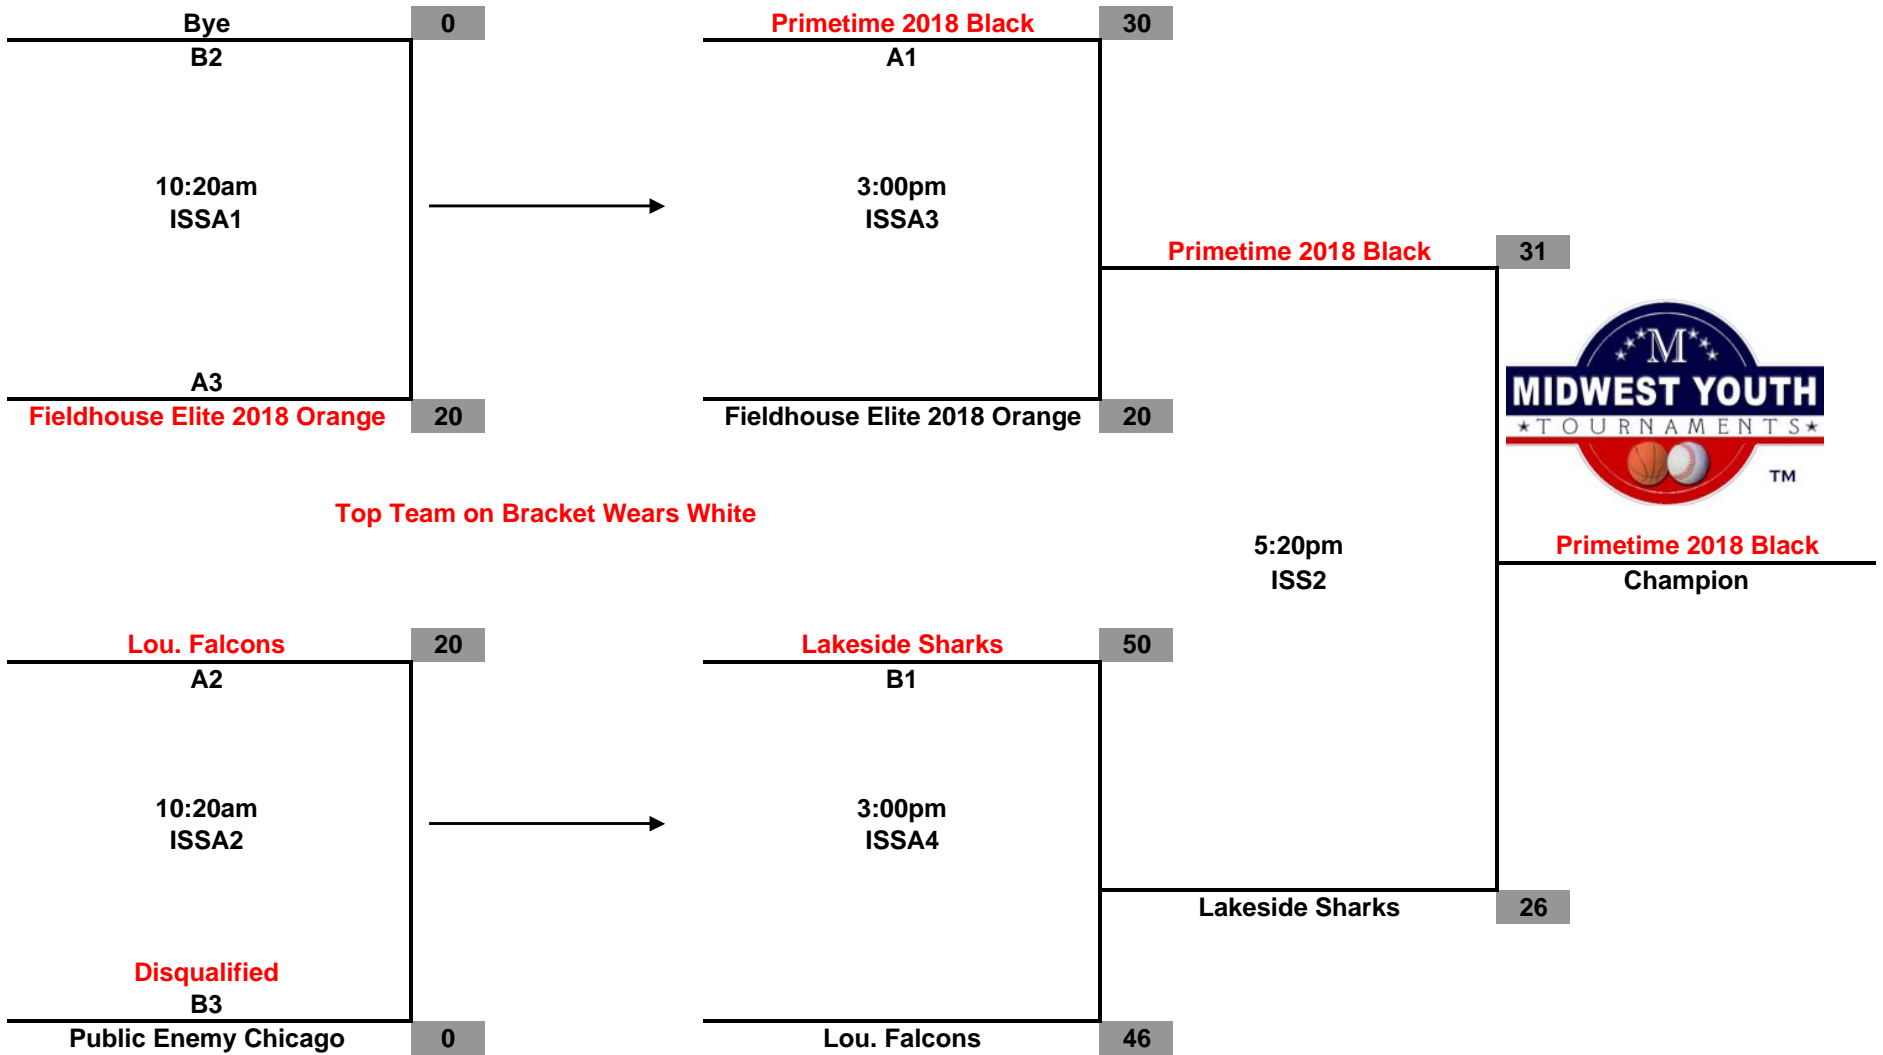 Bye 0
B2
10:20am
ISSA1
A3
Fieldhouse Elite 2018 Orange 20
Primetime 2018 Black 30
A1
3:00pm
ISSA3
Fieldhouse Elite 2018 Orange 20
Top Team on Bracket Wears White
Lou. Falcons 20
A2
10:20am
ISSA2
Disqualified
B3
Public Enemy Chicago 0
Lakeside Sharks 50
B1
3:00pm
ISSA4
Lou. Falcons 46
Primetime 2018 Black 31
5:20pm
ISS2
Lakeside Sharks 26
M
MIDWEST YOUTH
TOURNAMENTS
TM
Primetime 2018 Black
Champion